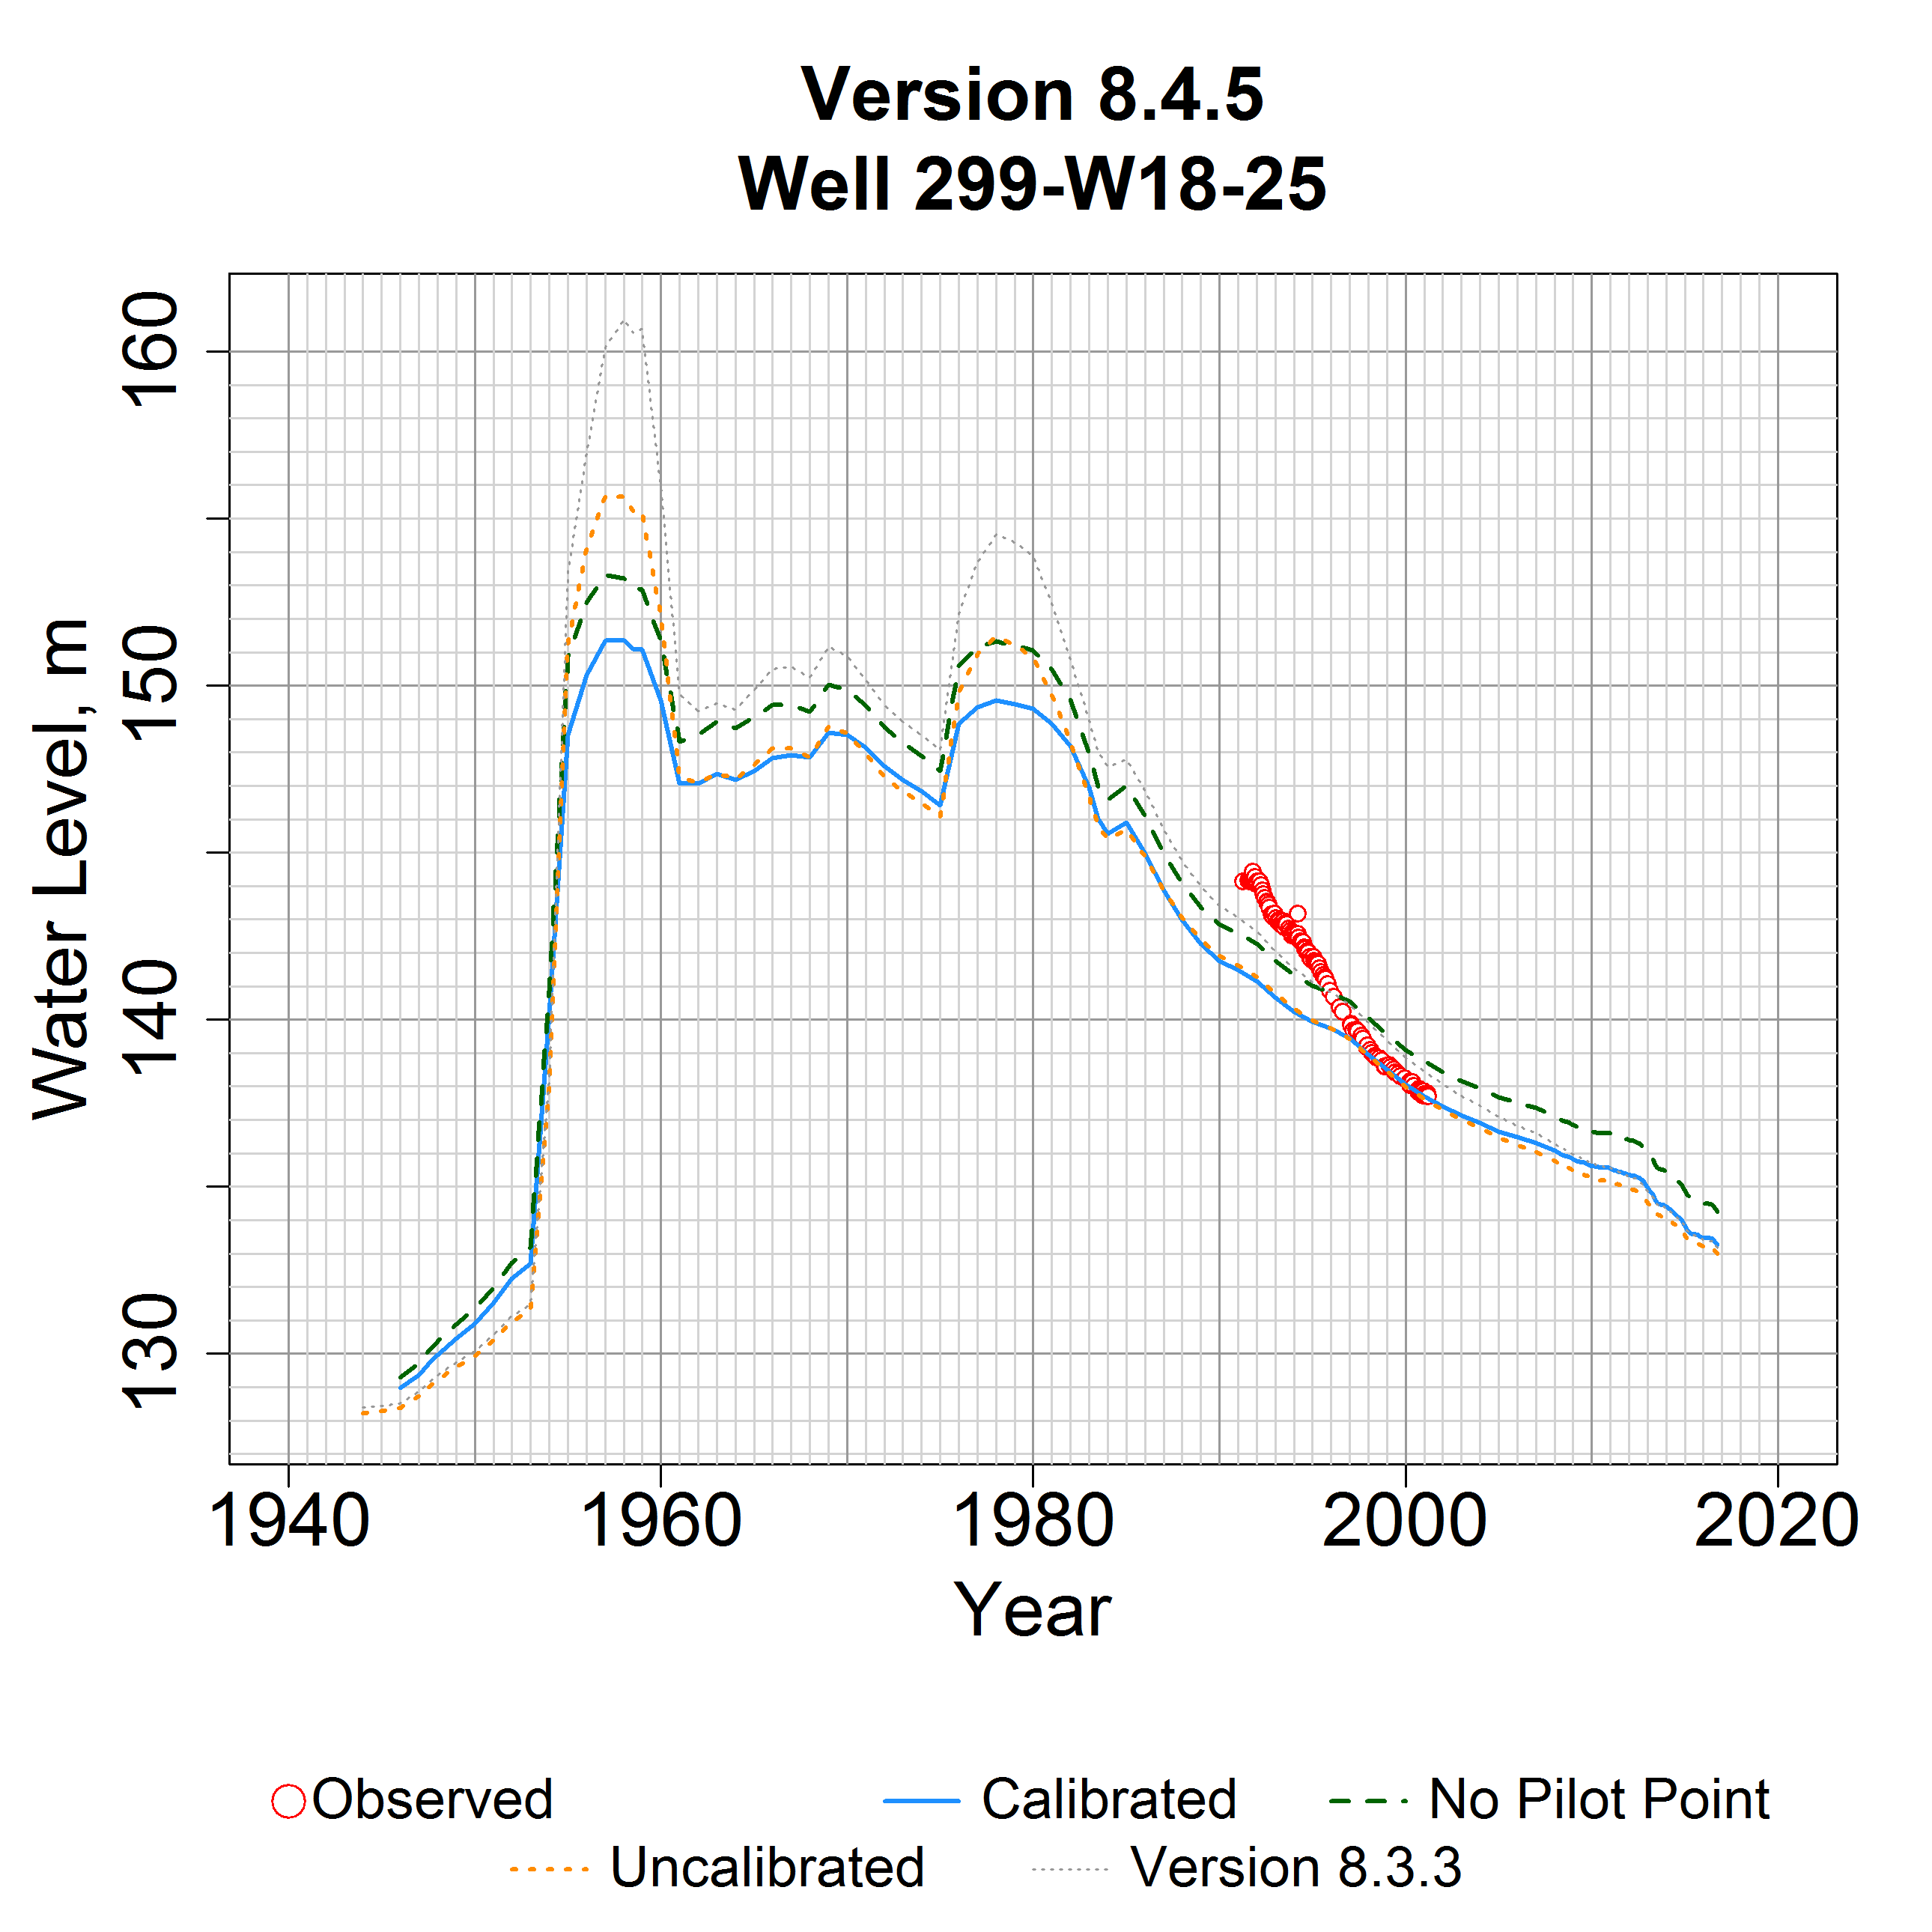 Version 8.4.5
Well 299-W18-25
Water Level, m
160
150
140
130
1940 1960 1980 2000 2020
Year
Observed Calibrated No Pilot Point
Uncalibrated Version 8.3.3